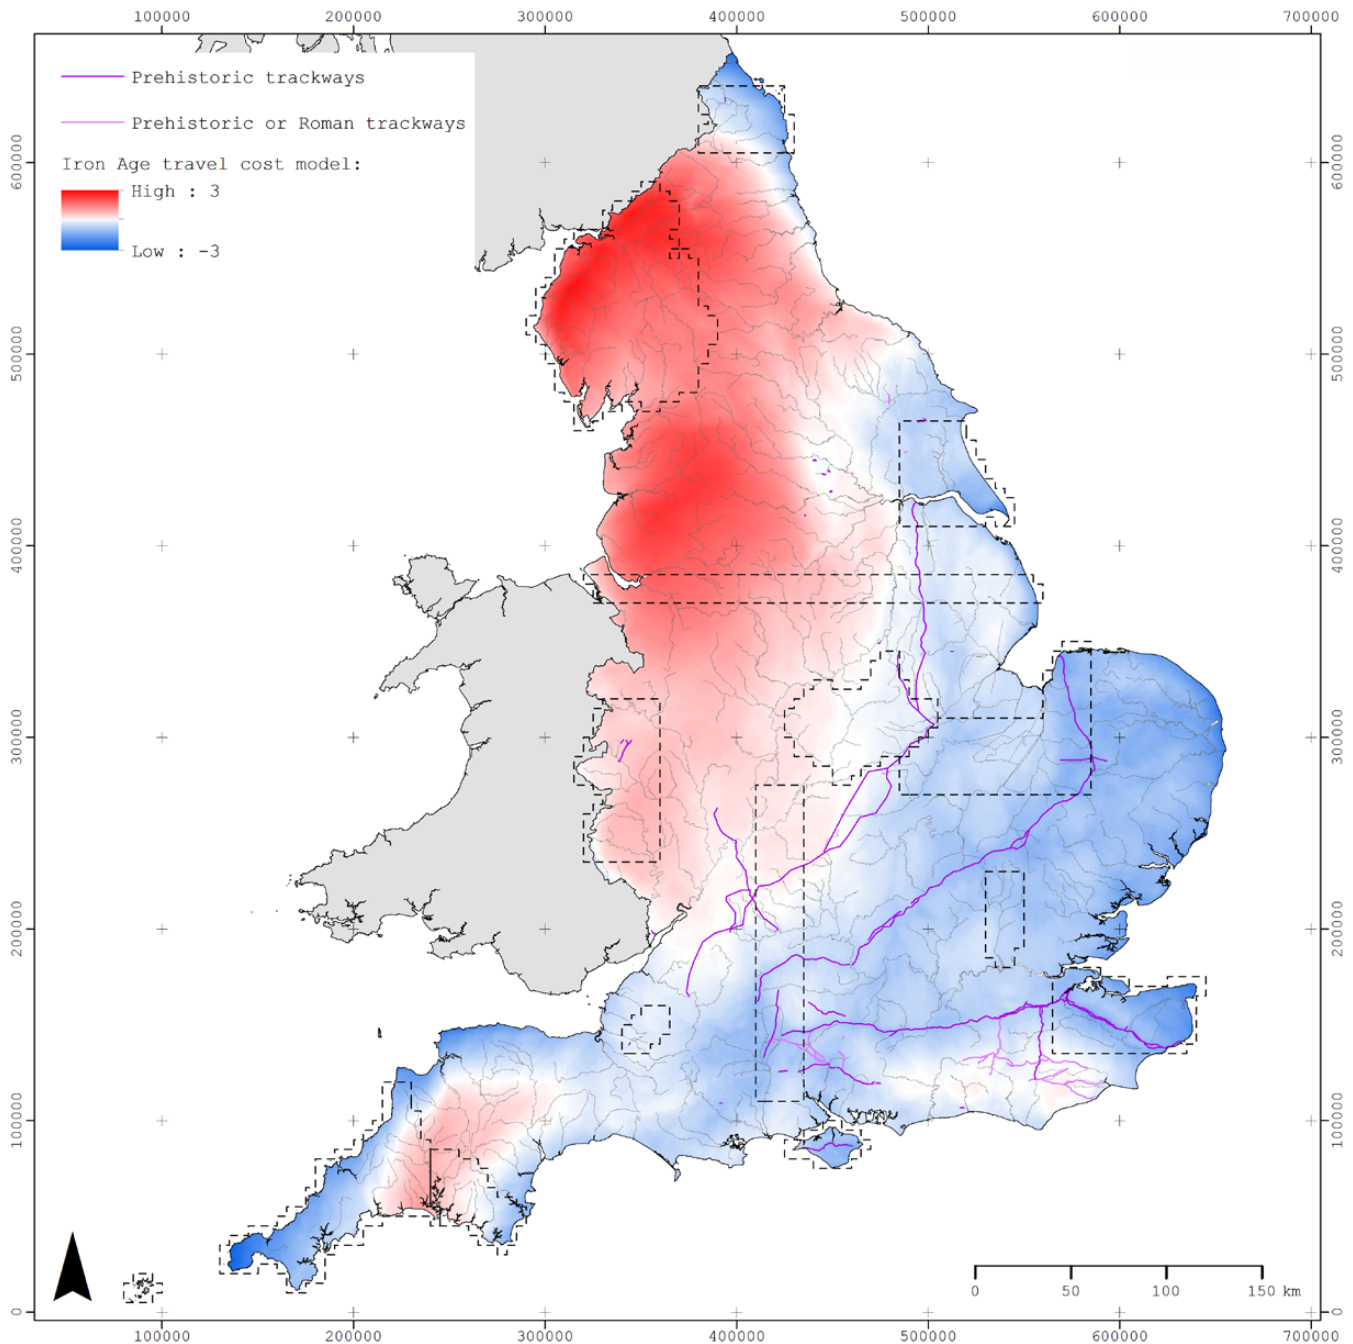 100000 200000 300000 400000 500000 600000 700000
Prehistoric trackways
Prehistoric or Roman trackways
Iron Age travel cost model:
High : 3
Low : -3
600000 600000
500000 500000
400000 400000
300000 300000
200000 200000
100000 100000
0 50 100 150 km
0 0
100000 200000 300000 400000 500000 600000 700000